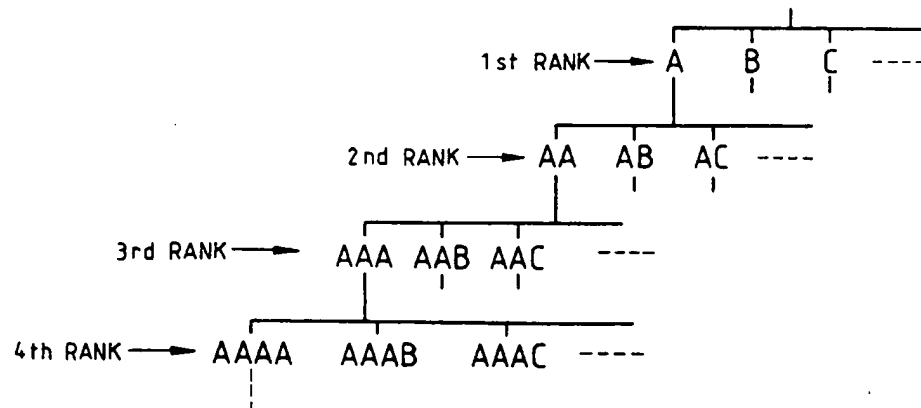 1st RANK A B C
2nd RANK AA AB AC
3rd RANK AAA AAB AAC
4th RANK AAAA AAAB AAAC